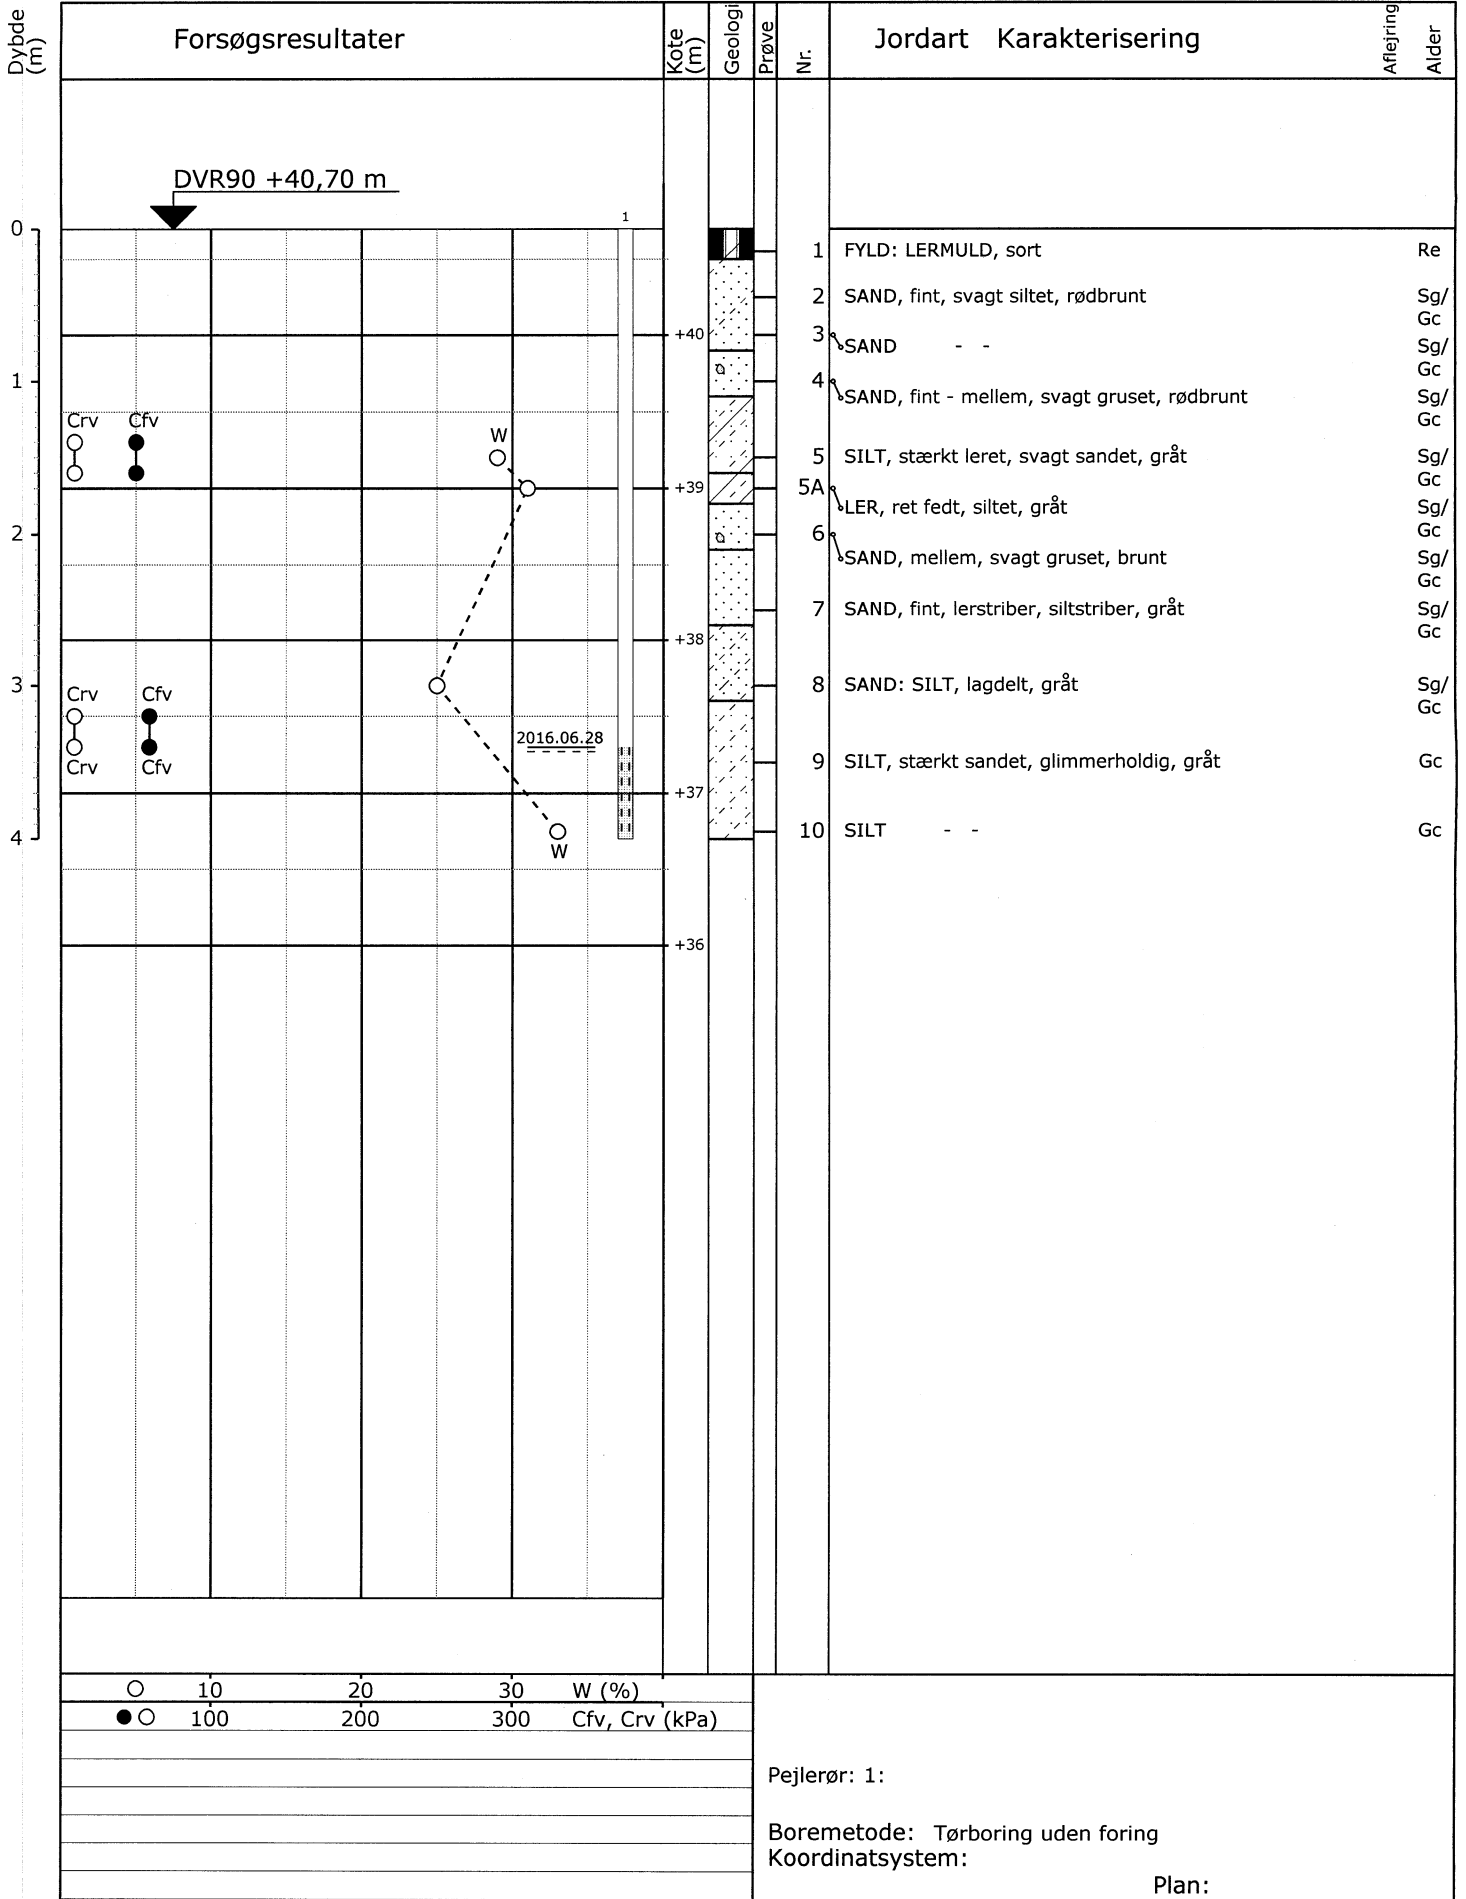 Dybde (m)
Forsøgsresultater
Kote (m)
Geologi
Prøve
Nr.
Jordart Karakterisering
Aflejring
Alder
DVR90 +40,70 m
1
0
1 FYLD: LERMULD, sort Re
2 SAND, fint, svagt siltet, rødbrunt Sg/
Gc
+40
3 SAND - - Sg/
Gc
1
4 SAND, fint - mellem, svagt gruset, rødbrunt Sg/
Gc
Crv Cfv
W
5 SILT, stærkt leret, svagt sandet, gråt Sg/
Gc
+39
5A LER, ret fedt, siltet, gråt Sg/
Gc
2
6 SAND, mellem, svagt gruset, brunt Sg/
Gc
7 SAND, fint, lerstriber, siltstriber, gråt Sg/
Gc
+38
3
Crv Cfv
8 SAND: SILT, lagdelt, gråt Sg/
Gc
2016.06.28
Crv Cfv
9 SILT, stærkt sandet, glimmerholdig, gråt Gc
+37
4
10 SILT - - Gc
W
+36
10 20 30 W (%)
100 200 300 Cfv, Crv (kPa)
Pejlerør: 1:
Boremetode: Tørboring uden foring
Koordinatsystem:
Plan: